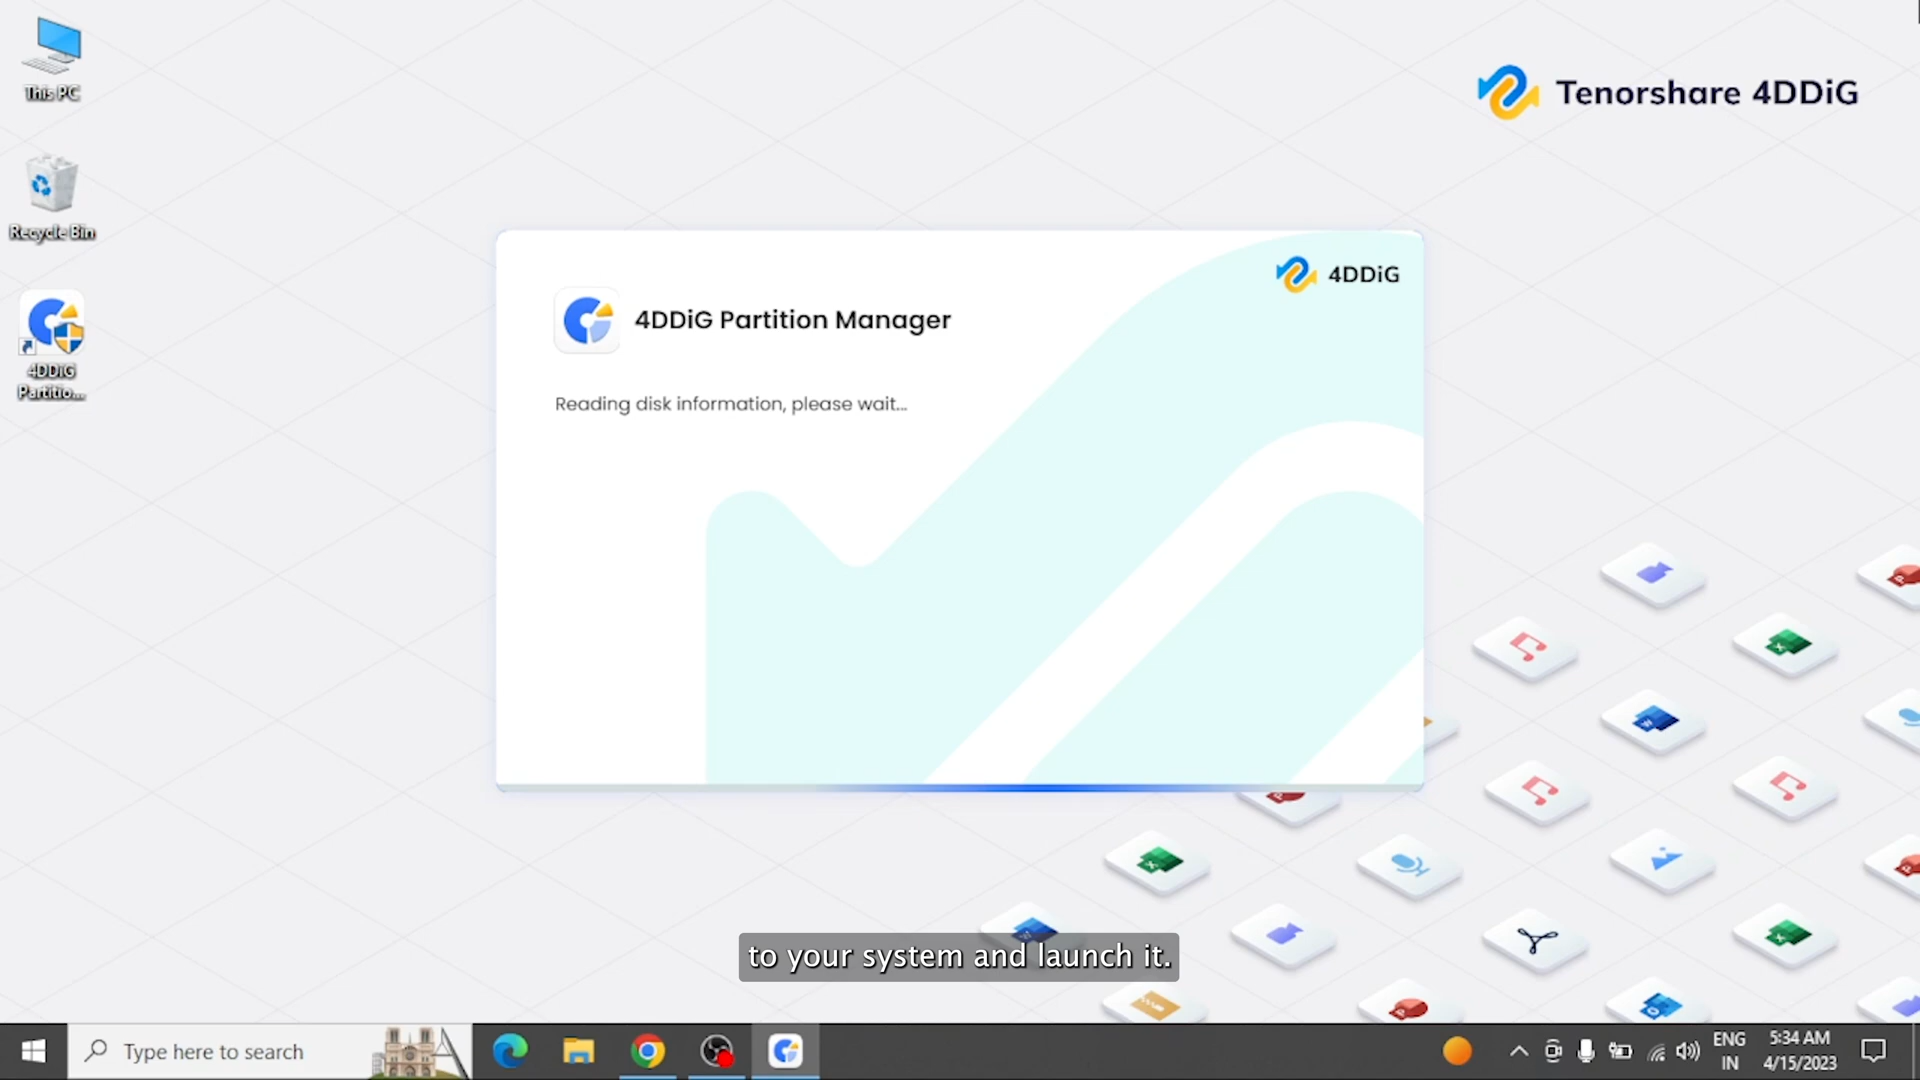 This PC
Recycle Bin
4DDiG
Partitio...
Tenorshare 4DDiG
4DDiG
4DDiG Partition Manager
Reading disk information, please wait...
to your system and launch it.
Type here to search
ENG
IN
5:34 AM
4/15/2023